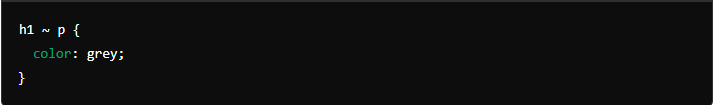 h1 ~ p {
  color: grey;
}